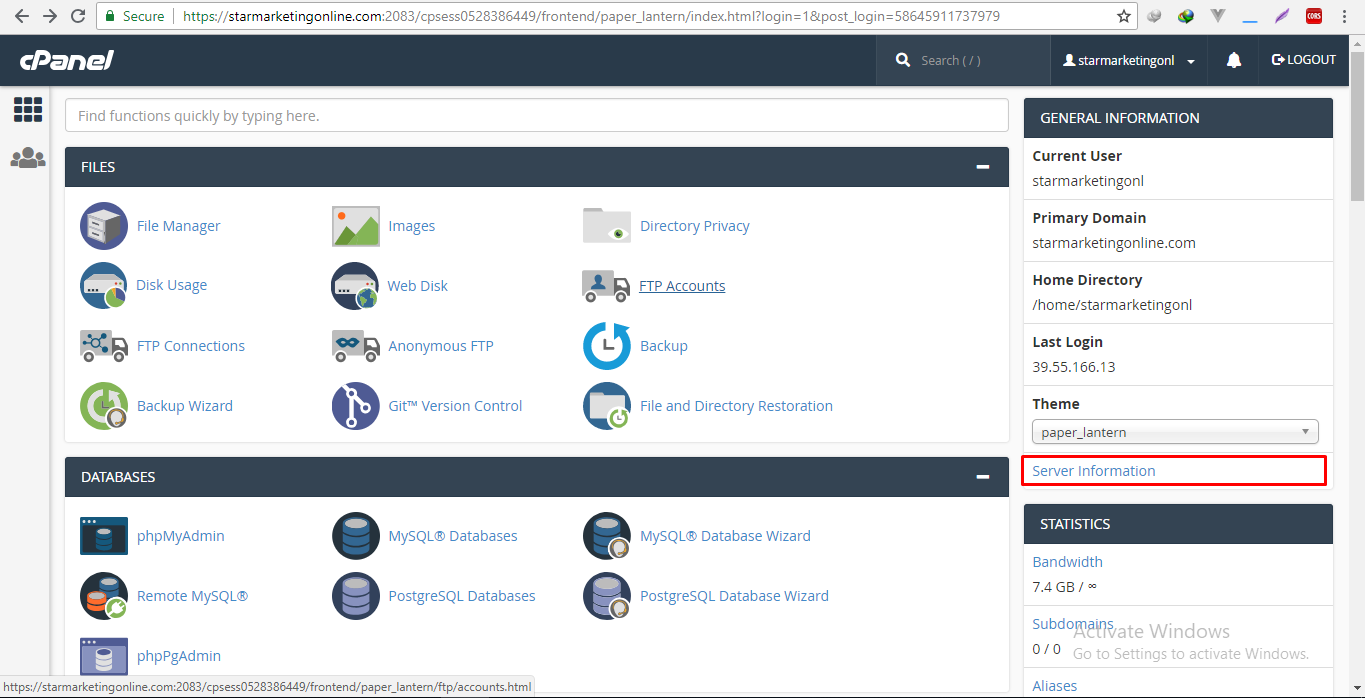 Secure https://starmarketingonline.com:2083/cpsess0528386449/frontend/paper_lantern/index.html?login=1&post_login=58645911737979
CORS
cPanel
Search ( / )
starmarketingonl
LOGOUT
Find functions quickly by typing here.
FILES
File Manager
Images
Directory Privacy
Disk Usage
Web Disk
FTP Accounts
FTP Connections
Anonymous FTP
Backup
Backup Wizard
Git™ Version Control
File and Directory Restoration
DATABASES
phpMyAdmin
MySQL® Databases
MySQL® Database Wizard
Remote MySQL®
PostgreSQL Databases
PostgreSQL Database Wizard
phpPgAdmin
GENERAL INFORMATION
Current User
starmarketingonl
Primary Domain
starmarketingonline.com
Home Directory
/home/starmarketingonl
Last Login
39.55.166.13
Theme
paper_lantern
Server Information
STATISTICS
Bandwidth
7.4 GB / ∞
Subdomains
0 / 0
Aliases
Activate Windows
Go to Settings to activate Windows.
https://starmarketingonline.com:2083/cpsess0528386449/frontend/paper_lantern/ftp/accounts.html